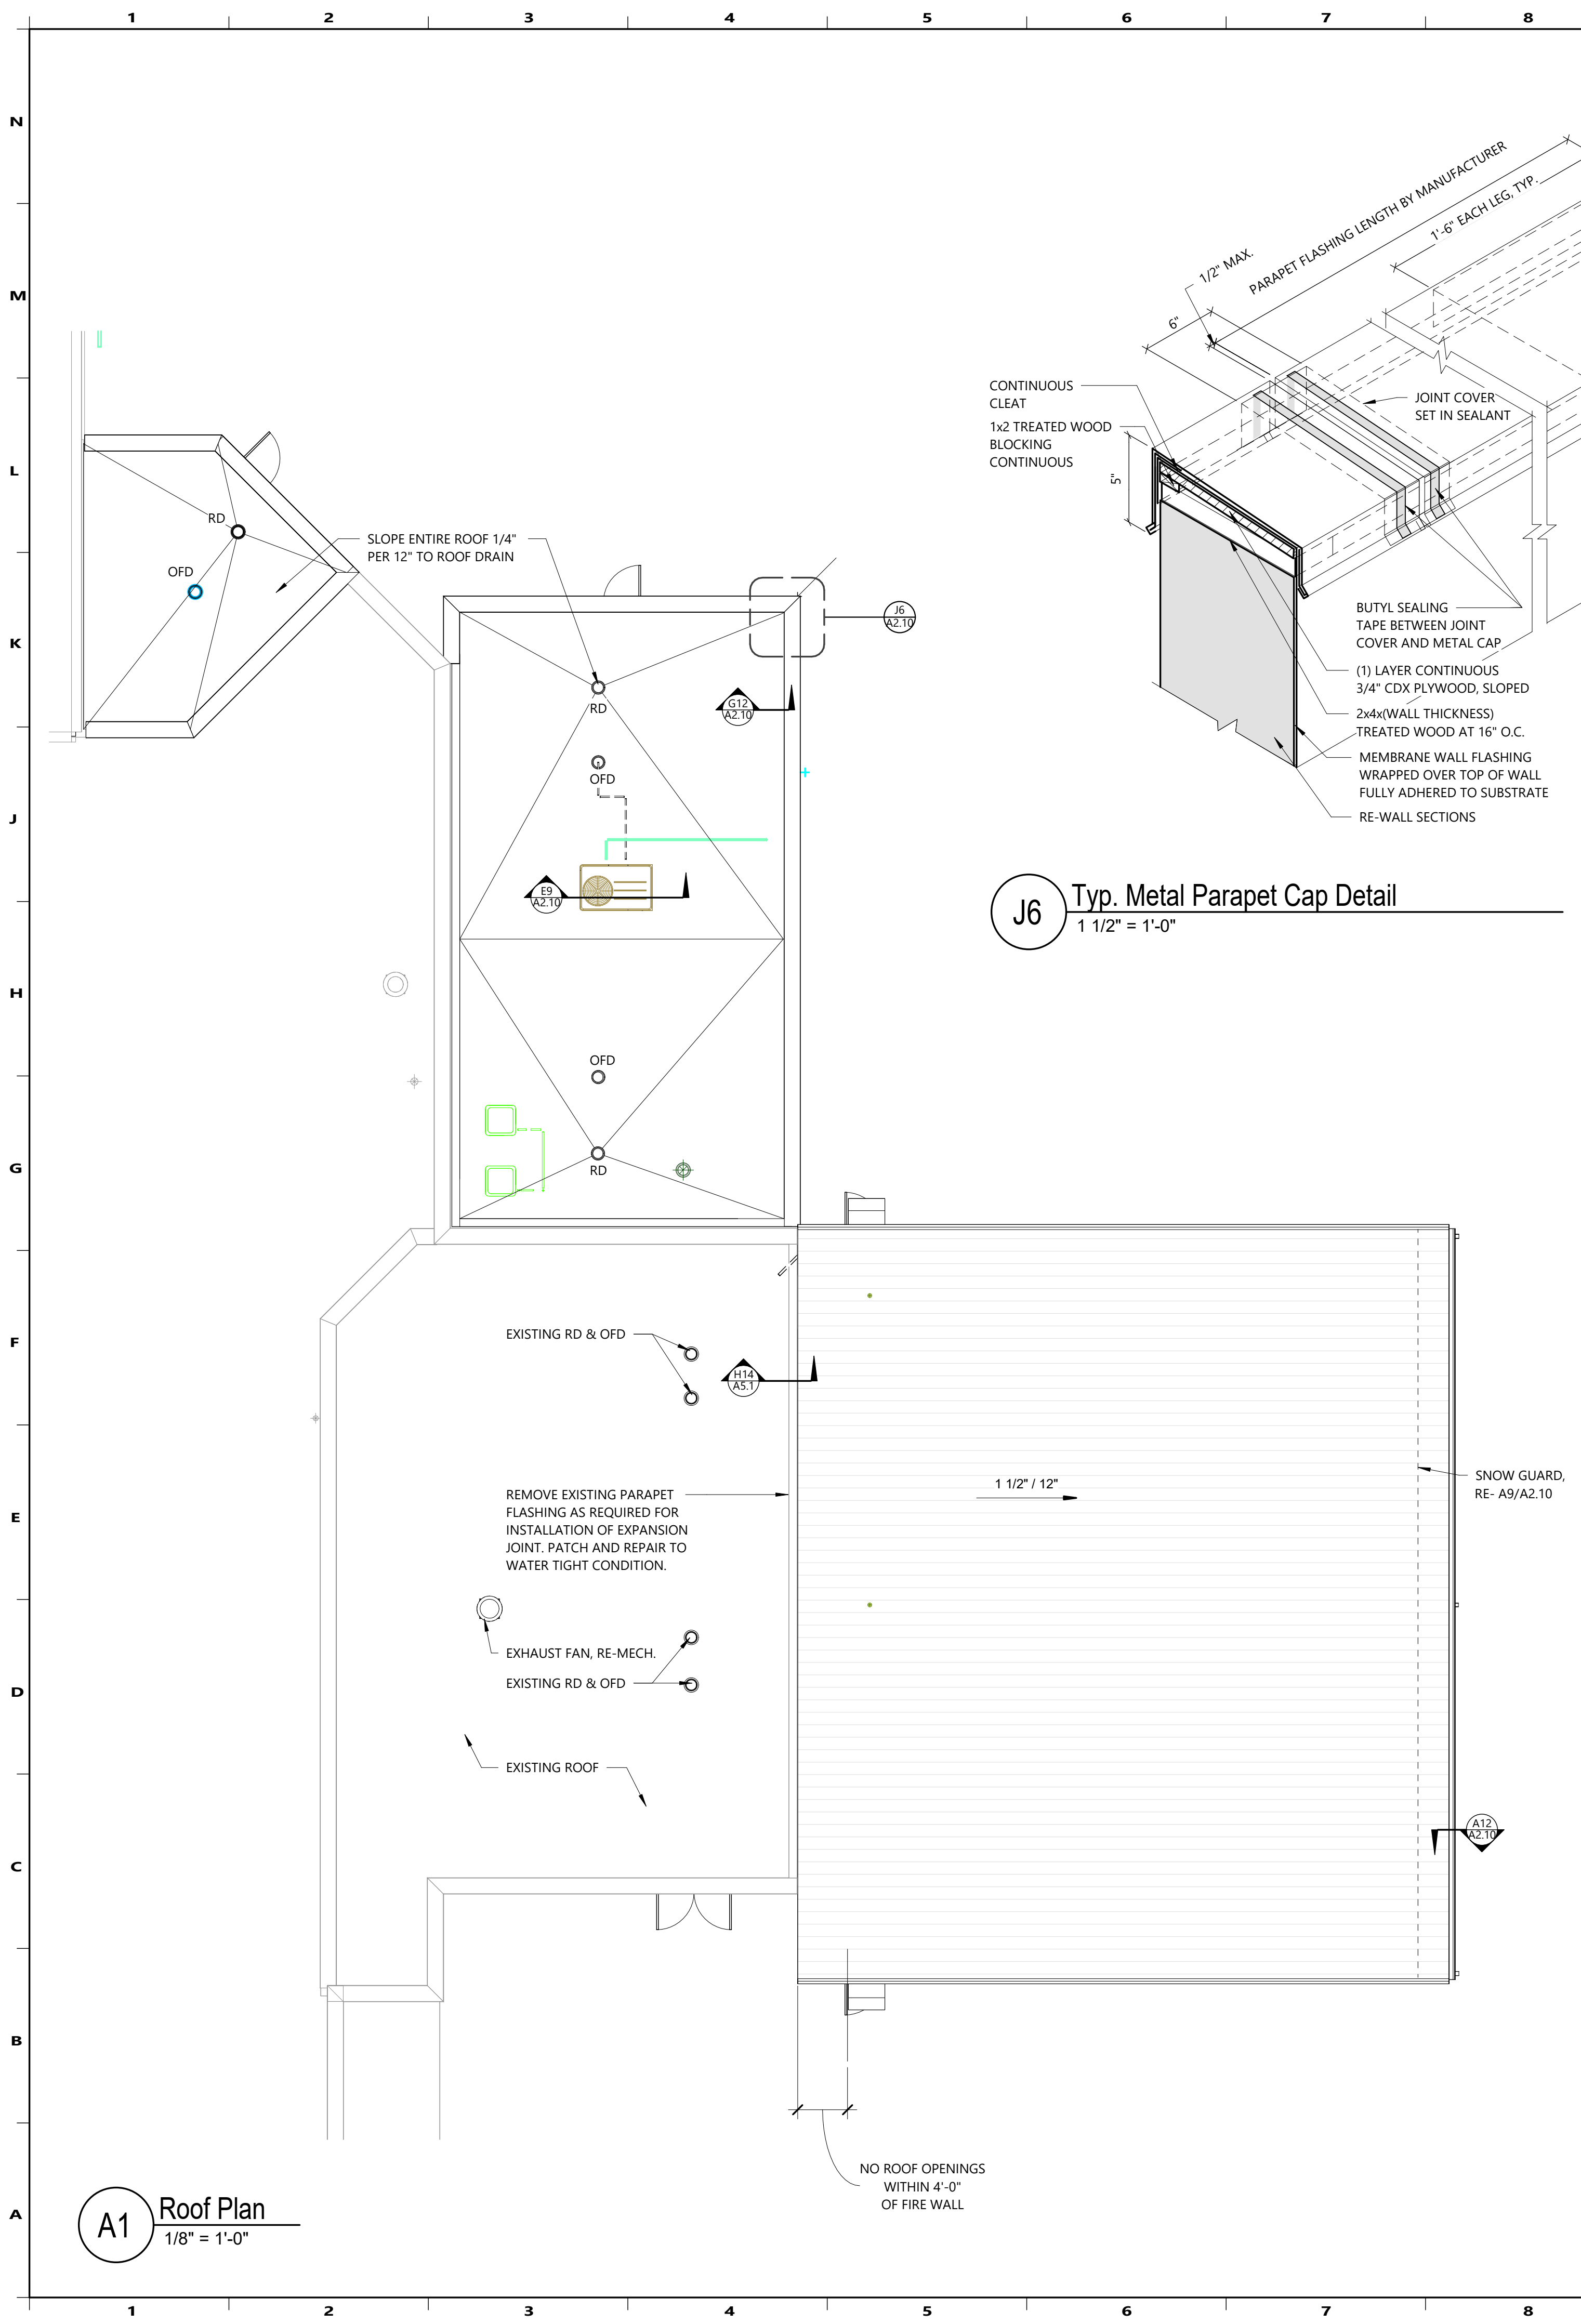 1 2 3 4 5 6 7 8
N
M
L
K
J
H
G
F
E
D
C
B
A
PARAPET FLASHING LENGTH BY MANUFACTURER
1'-6" EACH LEG, TYP.
1/2" MAX.
6"
5"
CONTINUOUS
CLEAT
1x2 TREATED WOOD
BLOCKING
CONTINUOUS
JOINT COVER
SET IN SEALANT
BUTYL SEALING
TAPE BETWEEN JOINT
COVER AND METAL CAP
(1) LAYER CONTINUOUS
3/4" CDX PLYWOOD, SLOPED
2x4x(WALL THICKNESS)
TREATED WOOD AT 16" O.C.
MEMBRANE WALL FLASHING
WRAPPED OVER TOP OF WALL
FULLY ADHERED TO SUBSTRATE
RE-WALL SECTIONS
J6
Typ. Metal Parapet Cap Detail
1 1/2" = 1'-0"
RD
OFD
SLOPE ENTIRE ROOF 1/4"
PER 12" TO ROOF DRAIN
J6
A2.10
RD
G12
A2.10
OFD
E9
A2.10
OFD
RD
EXISTING RD & OFD
H14
A5.1
REMOVE EXISTING PARAPET
FLASHING AS REQUIRED FOR
INSTALLATION OF EXPANSION
JOINT. PATCH AND REPAIR TO
WATER TIGHT CONDITION.
1 1/2" / 12"
SNOW GUARD,
RE- A9/A2.10
EXHAUST FAN, RE-MECH.
EXISTING RD & OFD
EXISTING ROOF
A12
A2.10
NO ROOF OPENINGS
WITHIN 4'-0"
OF FIRE WALL
A1
Roof Plan
1/8" = 1'-0"
1 2 3 4 5 6 7 8